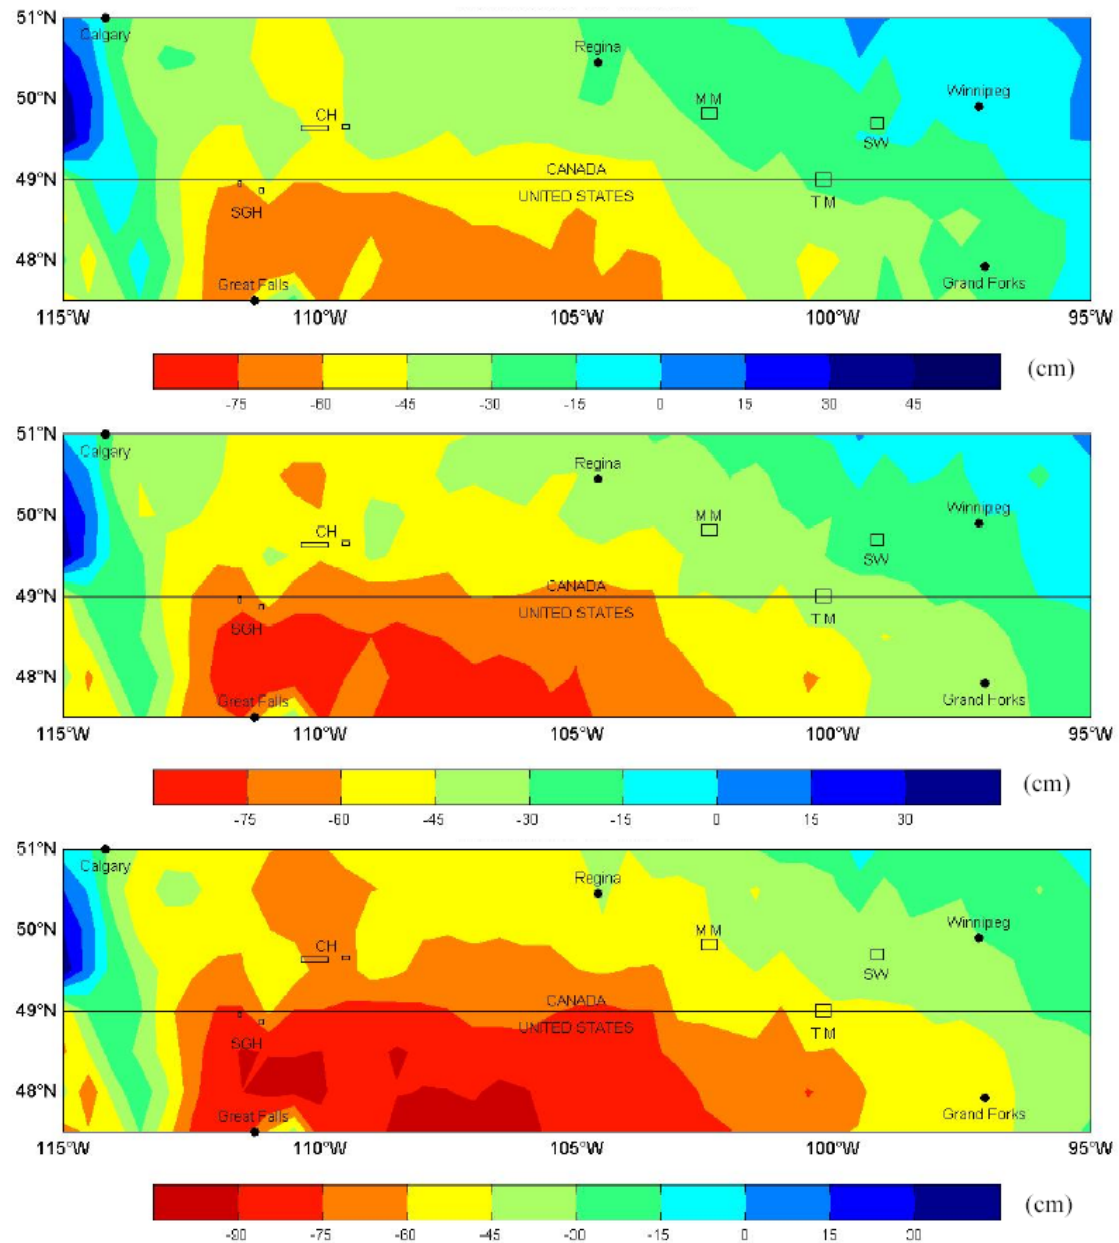 51°N
Calgary
Regina
50°N
CH
MM
Winnipeg
SW
49°N
CANADA
UNITED STATES
SGH
TM
48°N
Great Falls
Grand Forks
115°W 110°W 105°W 100°W 95°W
(cm)
-75 -60 -45 -30 -15 0 15 30 45
51°N
Calgary
Regina
50°N
CH
MM
Winnipeg
SW
49°N
CANADA
UNITED STATES
SGH
TM
48°N
Great Falls
Grand Forks
115°W 110°W 105°W 100°W 95°W
(cm)
-75 -60 -45 -30 -15 0 15 30
51°N
Calgary
Regina
50°N
CH
MM
Winnipeg
SW
49°N
CANADA
UNITED STATES
SGH
TM
48°N
Great Falls
Grand Forks
115°W 110°W 105°W 100°W 95°W
(cm)
-90 -75 -60 -45 -30 -15 0 15 30